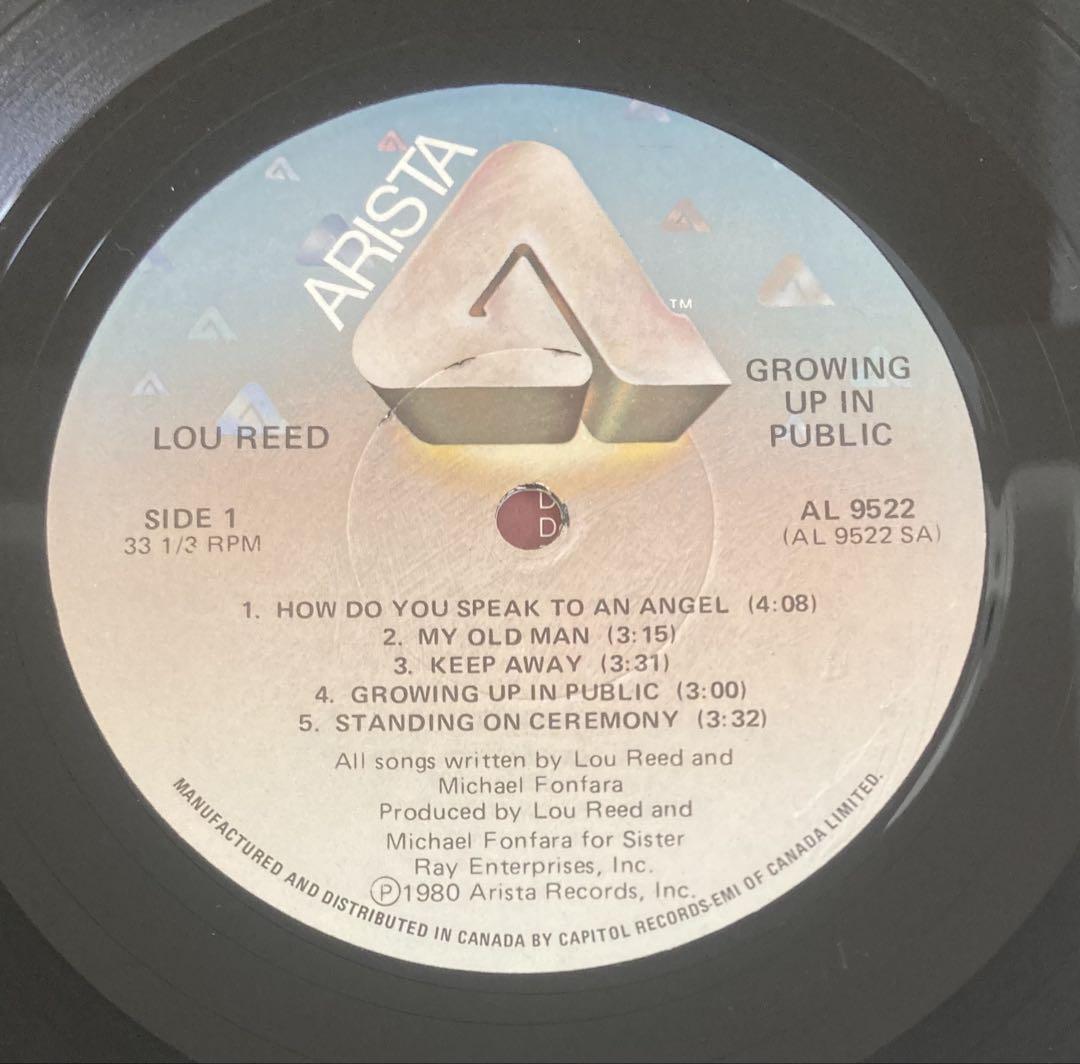 ARISTA
TM
LOU REED
GROWING
UP IN
PUBLIC
SIDE 1
33 1/3 RPM
AL 9522
(AL 9522 SA)
D
D
1. HOW DO YOU SPEAK TO AN ANGEL (4:08)
2. MY OLD MAN (3:15)
3. KEEP AWAY (3:31)
4. GROWING UP IN PUBLIC (3:00)
5. STANDING ON CEREMONY (3:32)
All songs written by Lou Reed and
Michael Fonfara
Produced by Lou Reed and
Michael Fonfara for Sister
Ray Enterprises, Inc.
Ⓟ1980 Arista Records, Inc.
MANUFACTURED AND DISTRIBUTED IN CANADA BY CAPITOL RECORDS-EMI OF CANADA LIMITED.